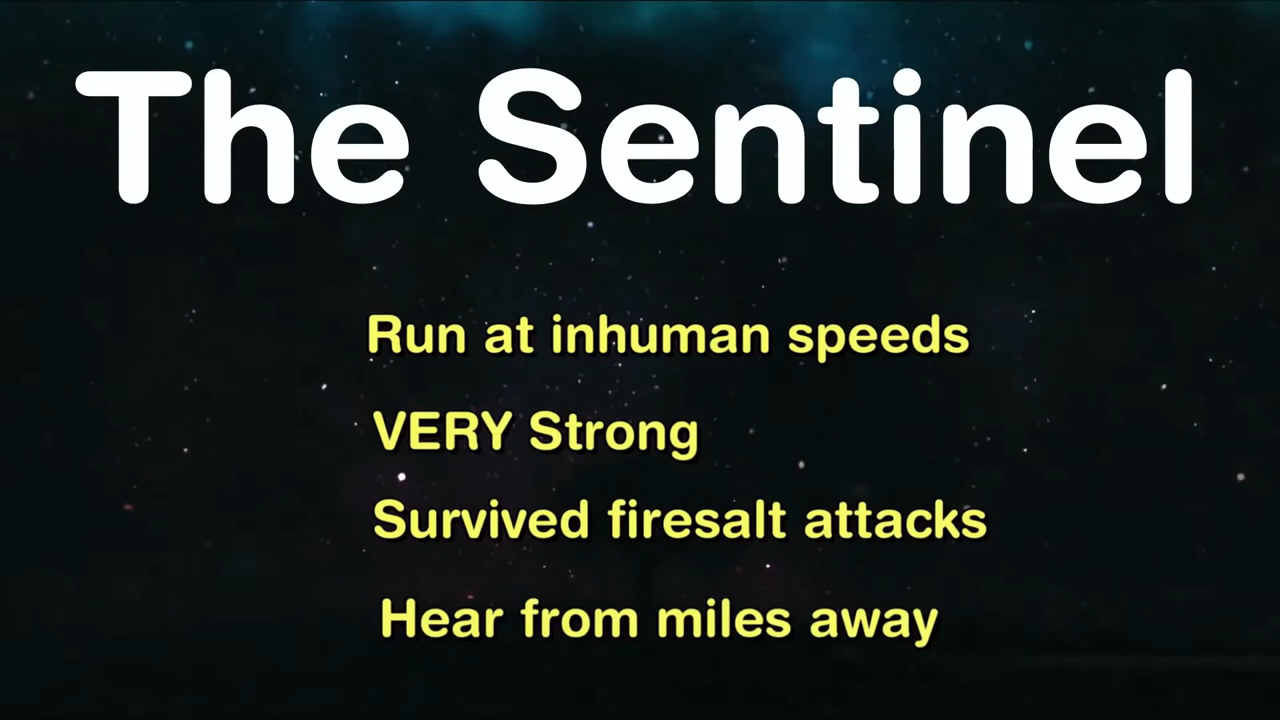 The Sentinel
Run at inhuman speeds
VERY Strong
Survived firesalt attacks
Hear from miles away